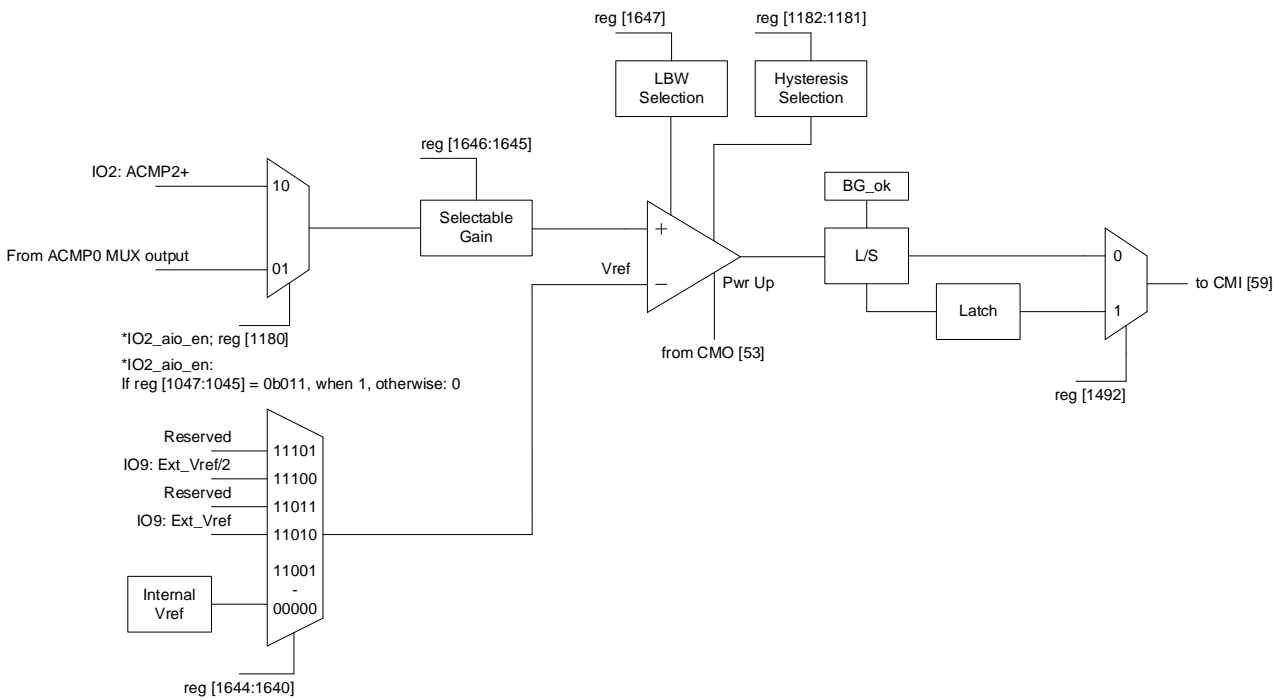 reg [1647]
reg [1182:1181]
LBW
Selection
Hysteresis
Selection
reg [1646:1645]
IO2: ACMP2+
10
Selectable
Gain
From ACMP0 MUX output
01
*IO2_aio_en; reg [1180]
*IO2_aio_en:
If reg [1047:1045] = 0b011, when 1, otherwise: 0
+
Vref
–
Pwr Up
from CMO [53]
BG_ok
L/S
Latch
0
1
to CMI [59]
reg [1492]
Reserved
11101
IO9: Ext_Vref/2
11100
Reserved
11011
IO9: Ext_Vref
11010
11001
-
00000
Internal
Vref
reg [1644:1640]